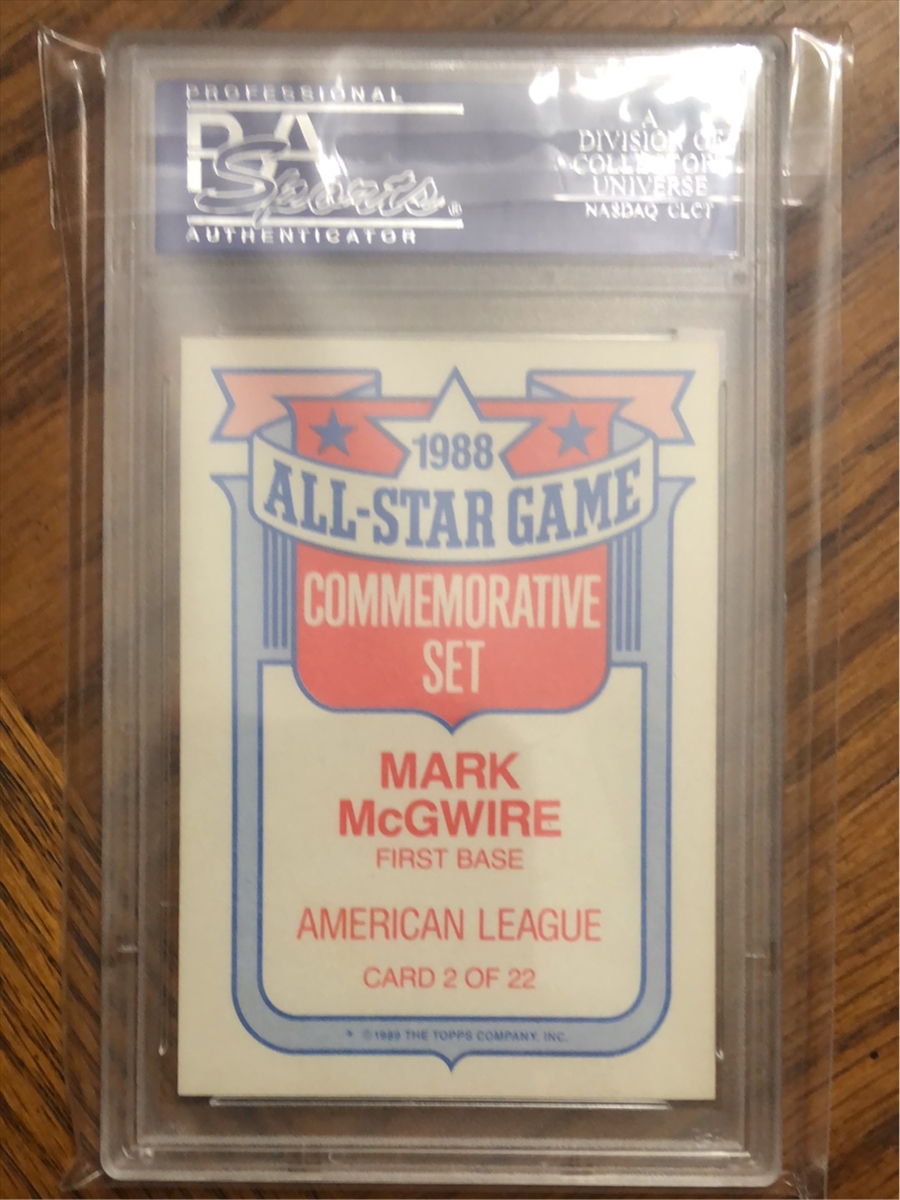 PROFESSIONAL
PSA
Sports®
AUTHENTICATOR
A
DIVISION OF
COLLECTORS
UNIVERSE
NASDAQ CLCT
1988
ALL-STAR GAME
COMMEMORATIVE
SET
MARK
McGWIRE
FIRST BASE
AMERICAN LEAGUE
CARD 2 OF 22
* ©1989 THE TOPPS COMPANY, INC.